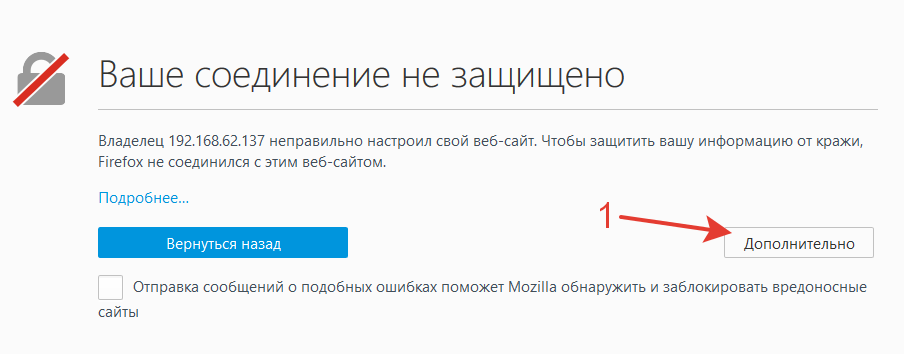 Ваше соединение не защищено
Владелец 192.168.62.137 неправильно настроил свой веб-сайт. Чтобы защитить вашу информацию от кражи,
Firefox не соединился с этим веб-сайтом.
Подробнее...
1
Вернуться назад
Дополнительно
Отправка сообщений о подобных ошибках поможет Mozilla обнаружить и заблокировать вредоносные
сайты